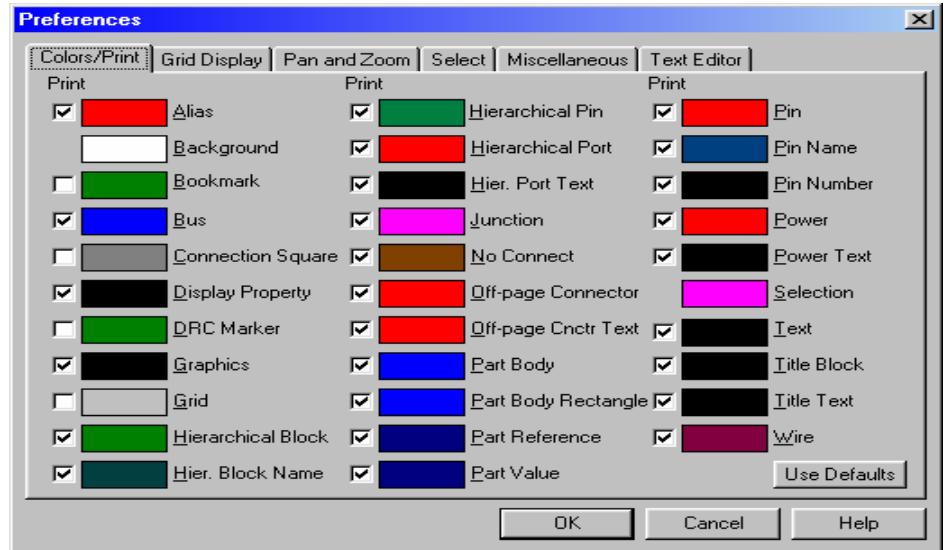 Preferences
Colors/Print Grid Display Pan and Zoom Select Miscellaneous Text Editor
Print Print Print
Alias Hierarchical Pin Pin
Background Hierarchical Port Pin Name
Bookmark Hier. Port Text Pin Number
Bus Junction Power
Connection Square No Connect Power Text
Display Property Off-page Connector Selection
DRC Marker Off-page Cnctr Text Text
Graphics Part Body Title Block
Grid Part Body Rectangle Title Text
Hierarchical Block Part Reference Wire
Hier. Block Name Part Value Use Defaults
OK Cancel Help